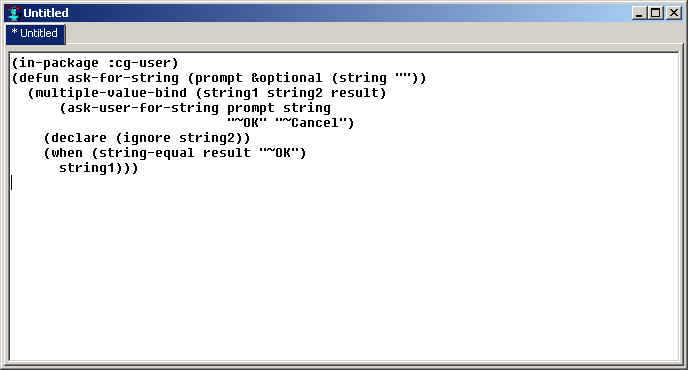 Untitled
* Untitled
(in-package :cg-user)
(defun ask-for-string (prompt &optional (string ""))
  (multiple-value-bind (string1 string2 result)
      (ask-user-for-string prompt string
                           "~OK" "~Cancel")
    (declare (ignore string2))
    (when (string-equal result "~OK")
      string1)))